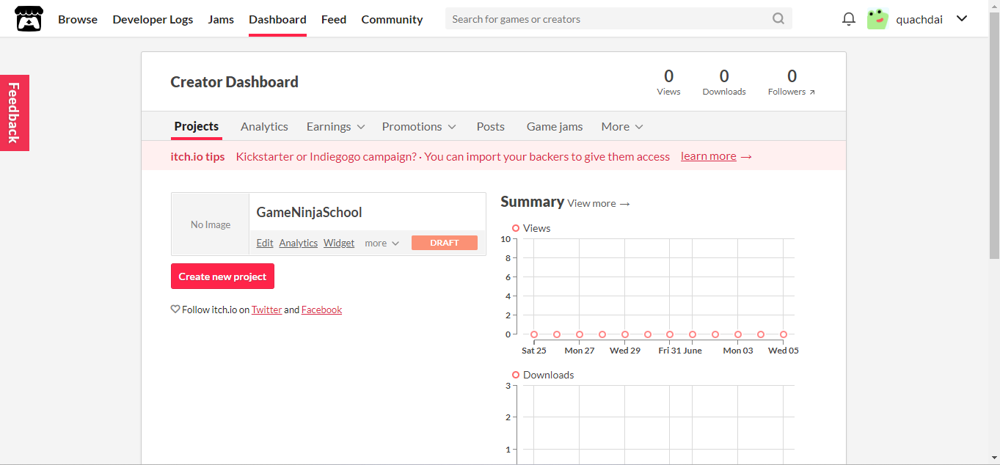 Browse Developer Logs Jams Dashboard Feed Community Search for games or creators quachdai
Feedback
Creator Dashboard
0 0 0
Views Downloads Followers ↗
Projects Analytics Earnings Promotions Posts Game jams More
itch.io tips Kickstarter or Indiegogo campaign? · You can import your backers to give them access learn more →
No Image
GameNinjaSchool
Edit Analytics Widget more DRAFT
Create new project
Follow itch.io on Twitter and Facebook
Summary View more →
Views
10
8
6
4
2
0
Sat 25 Mon 27 Wed 29 Fri 31 June Mon 03 Wed 05
Downloads
3
2
1